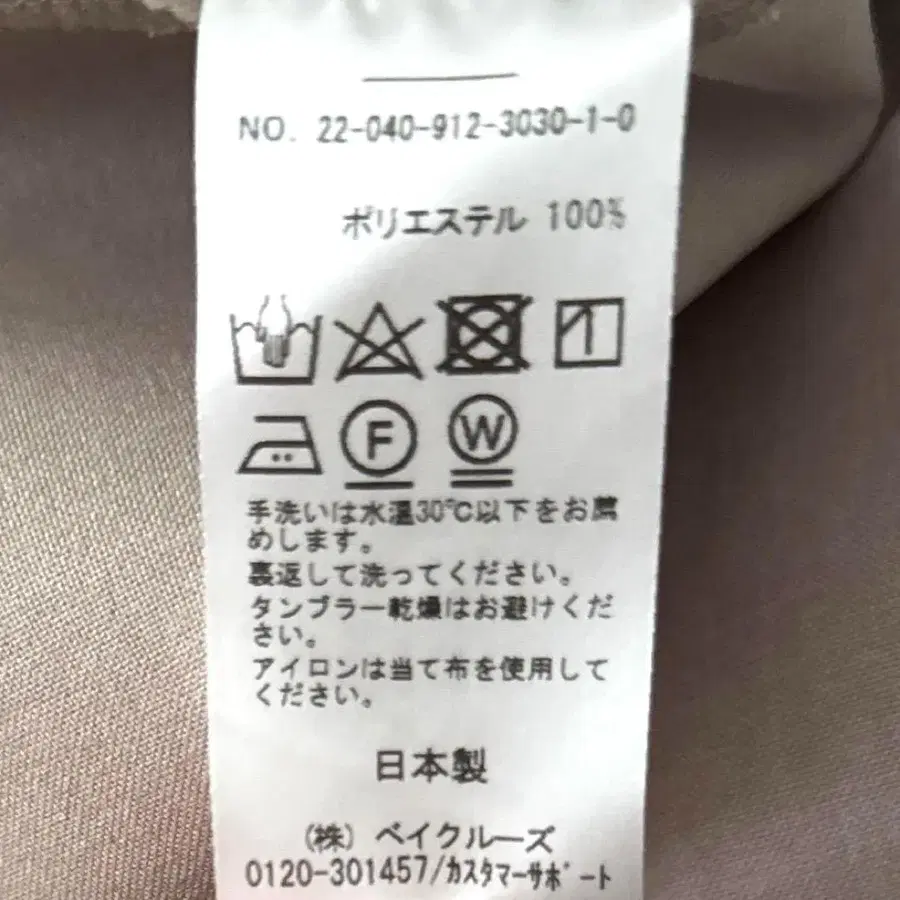 NO. 22-040-912-3030-1-0
ポリエステル 100%
F W
手洗いは水温30℃以下をお薦
めします。
裏返して洗ってください。
タンブラー乾燥はお避けくだ
さい。
アイロンは当て布を使用して
ください。
日本製
(株) ベイクルーズ
0120-301457/カスタマーサポート